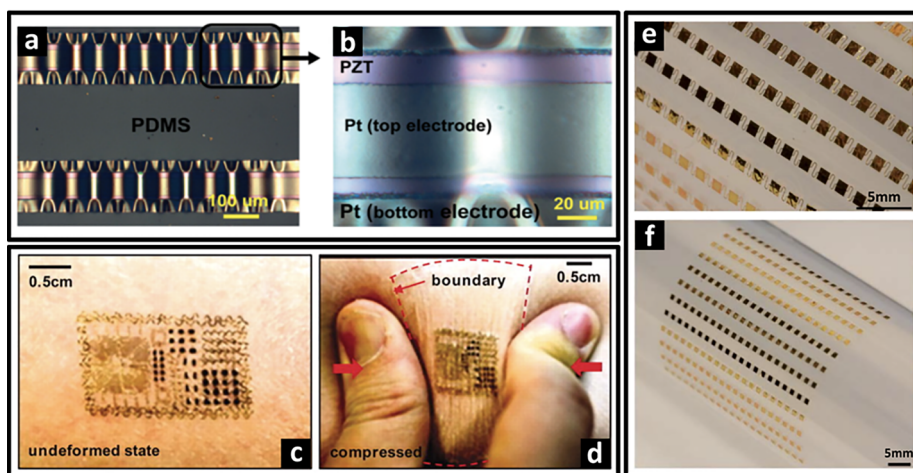 a
PDMS
100 um
b
PZT
Pt (top electrode)
Pt (bottom electrode)
20 um
0.5cm
undeformed state
c
0.5cm
boundary
compressed
d
e
5mm
f
5mm